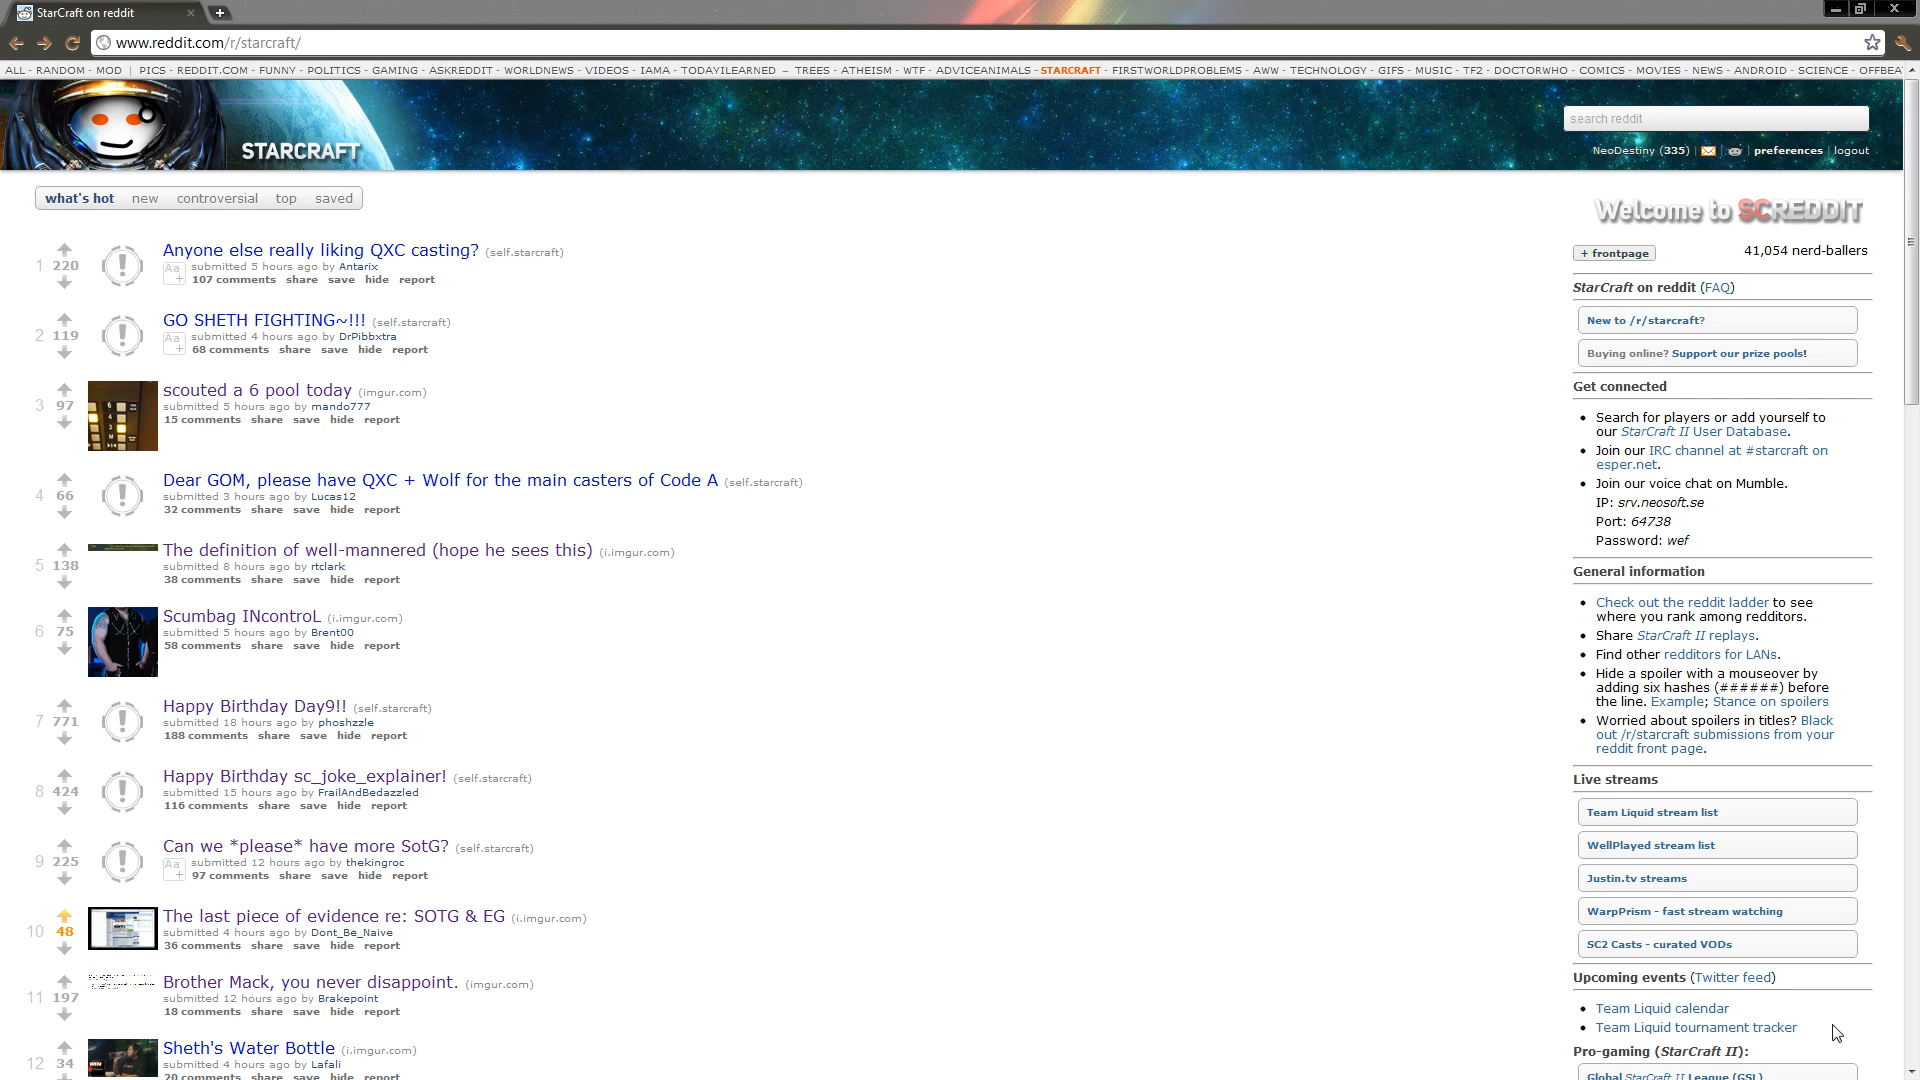 StarCraft on reddit
www.reddit.com/r/starcraft/
ALL - RANDOM - MOD | PICS - REDDIT.COM - FUNNY - POLITICS - GAMING - ASKREDDIT - WORLDNEWS - VIDEOS - IAMA - TODAYILEARNED – TREES - ATHEISM - WTF - ADVICEANIMALS - STARCRAFT - FIRSTWORLDPROBLEMS - AWW - TECHNOLOGY - GIFS - MUSIC - TF2 - DOCTORWHO - COMICS - MOVIES - NEWS - ANDROID - SCIENCE - OFFBEA
STARCRAFT
search reddit
NeoDestiny (335) | | | preferences | logout
what's hot new controversial top saved
1 220 Anyone else really liking QXC casting? (self.starcraft)
submitted 5 hours ago by Antarix
107 comments share save hide report
2 119 GO SHETH FIGHTING~!!! (self.starcraft)
submitted 4 hours ago by DrPibbxtra
68 comments share save hide report
3 97 scouted a 6 pool today (imgur.com)
submitted 5 hours ago by mando777
15 comments share save hide report
4 66 Dear GOM, please have QXC + Wolf for the main casters of Code A (self.starcraft)
submitted 3 hours ago by Lucas12
32 comments share save hide report
5 138 The definition of well-mannered (hope he sees this) (i.imgur.com)
submitted 8 hours ago by rtclark
38 comments share save hide report
6 75 Scumbag INcontroL (i.imgur.com)
submitted 5 hours ago by Brent00
58 comments share save hide report
7 771 Happy Birthday Day9!! (self.starcraft)
submitted 18 hours ago by phoshzzle
188 comments share save hide report
8 424 Happy Birthday sc_joke_explainer! (self.starcraft)
submitted 15 hours ago by FrailAndBedazzled
116 comments share save hide report
9 225 Can we *please* have more SotG? (self.starcraft)
submitted 12 hours ago by thekingroc
97 comments share save hide report
10 48 The last piece of evidence re: SOTG & EG (i.imgur.com)
submitted 4 hours ago by Dont_Be_Naive
36 comments share save hide report
11 197 Brother Mack, you never disappoint. (imgur.com)
submitted 12 hours ago by Brakepoint
18 comments share save hide report
12 34 Sheth's Water Bottle (i.imgur.com)
submitted 4 hours ago by Lafali
20 comments share save hide report
Welcome to SCREDDIT
+ frontpage 41,054 nerd-ballers
StarCraft on reddit (FAQ)
New to /r/starcraft?
Buying online? Support our prize pools!
Get connected
Search for players or add yourself to
our StarCraft II User Database.
Join our IRC channel at #starcraft on
esper.net.
Join our voice chat on Mumble.
IP: srv.neosoft.se
Port: 64738
Password: wef
General information
Check out the reddit ladder to see
where you rank among redditors.
Share StarCraft II replays.
Find other redditors for LANs.
Hide a spoiler with a mouseover by
adding six hashes (######) before
the line. Example; Stance on spoilers
Worried about spoilers in titles? Black
out /r/starcraft submissions from your
reddit front page.
Live streams
Team Liquid stream list
WellPlayed stream list
Justin.tv streams
WarpPrism - fast stream watching
SC2 Casts - curated VODs
Upcoming events (Twitter feed)
Team Liquid calendar
Team Liquid tournament tracker
Pro-gaming (StarCraft II):
Global StarCraft II League (GSL)